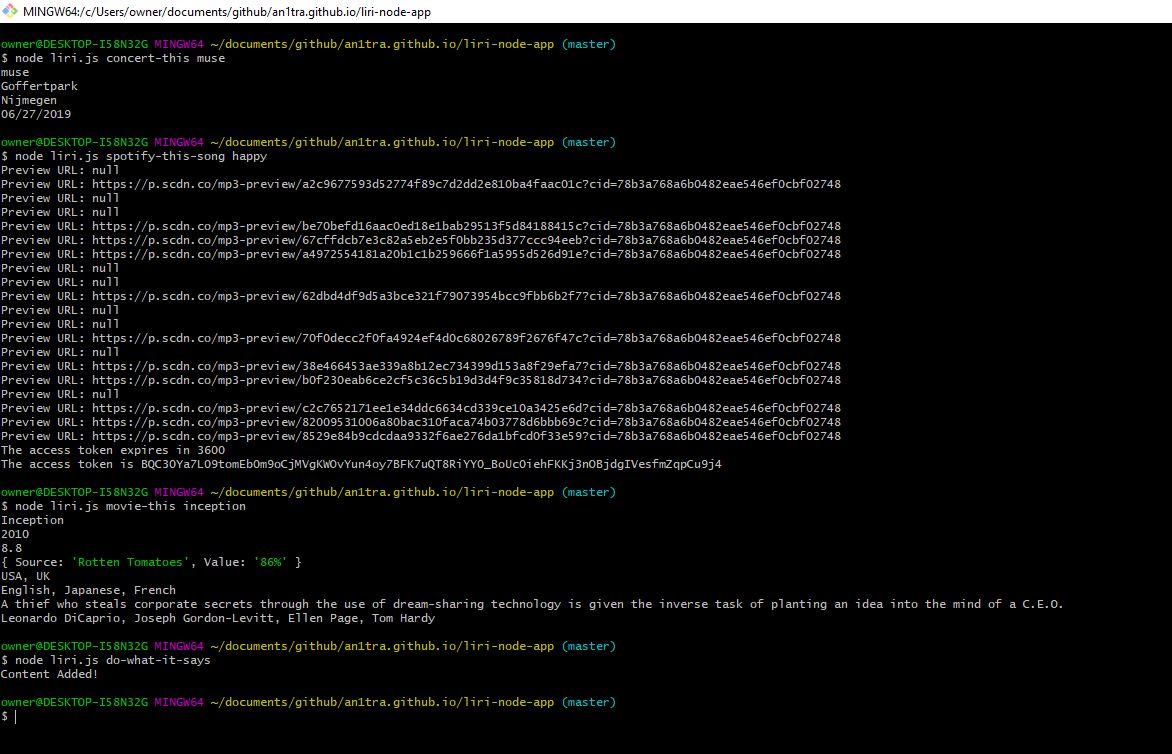 MINGW64:/c/Users/owner/documents/github/an1tra.github.io/liri-node-app
owner@DESKTOP-I58N32G MINGW64 ~/documents/github/an1tra.github.io/liri-node-app (master)
$ node liri.js concert-this muse
muse
Goffertpark
Nijmegen
06/27/2019
owner@DESKTOP-I58N32G MINGW64 ~/documents/github/an1tra.github.io/liri-node-app (master)
$ node liri.js spotify-this-song happy
Preview URL: null
Preview URL: https://p.scdn.co/mp3-preview/a2c9677593d52774f89c7d2dd2e810ba4faac01c?cid=78b3a768a6b0482eae546ef0cbf02748
Preview URL: null
Preview URL: null
Preview URL: https://p.scdn.co/mp3-preview/be70befd16aac0ed18e1bab29513f5d84188415c?cid=78b3a768a6b0482eae546ef0cbf02748
Preview URL: https://p.scdn.co/mp3-preview/67cffdcb7e3c82a5eb2e5f0bb235d377ccc94eeb?cid=78b3a768a6b0482eae546ef0cbf02748
Preview URL: https://p.scdn.co/mp3-preview/a4972554181a20b1c1b259666f1a5955d526d91e?cid=78b3a768a6b0482eae546ef0cbf02748
Preview URL: null
Preview URL: null
Preview URL: https://p.scdn.co/mp3-preview/62dbd4df9d5a3bce321f79073954bcc9fbb6b2f7?cid=78b3a768a6b0482eae546ef0cbf02748
Preview URL: null
Preview URL: null
Preview URL: https://p.scdn.co/mp3-preview/70f0decc2f0fa4924ef4d0c68026789f2676f47c?cid=78b3a768a6b0482eae546ef0cbf02748
Preview URL: null
Preview URL: https://p.scdn.co/mp3-preview/38e466453ae339a8b12ec734399d153a8f29efa7?cid=78b3a768a6b0482eae546ef0cbf02748
Preview URL: https://p.scdn.co/mp3-preview/b0f230eab6ce2cf5c36c5b19d3d4f9c35818d734?cid=78b3a768a6b0482eae546ef0cbf02748
Preview URL: null
Preview URL: https://p.scdn.co/mp3-preview/c2c7652171ee1e34ddc6634cd339ce10a3425e6d?cid=78b3a768a6b0482eae546ef0cbf02748
Preview URL: https://p.scdn.co/mp3-preview/82009531006a80bac310faca74b03778d6bbb69c?cid=78b3a768a6b0482eae546ef0cbf02748
Preview URL: https://p.scdn.co/mp3-preview/8529e84b9cdcdaa9332f6ae276da1bfcd0f33e59?cid=78b3a768a6b0482eae546ef0cbf02748
The access token expires in 3600
The access token is BQC3OYa7LO9tomEbOm9oCjMVgKWOvYun4oy7BFK7uQT8RiYYO_BoUcOiehFKKj3nOBjdgIVesfmZqpCu9j4
owner@DESKTOP-I58N32G MINGW64 ~/documents/github/an1tra.github.io/liri-node-app (master)
$ node liri.js movie-this inception
Inception
2010
8.8
{ Source: 'Rotten Tomatoes', Value: '86%' }
USA, UK
English, Japanese, French
A thief who steals corporate secrets through the use of dream-sharing technology is given the inverse task of planting an idea into the mind of a C.E.O.
Leonardo DiCaprio, Joseph Gordon-Levitt, Ellen Page, Tom Hardy
owner@DESKTOP-I58N32G MINGW64 ~/documents/github/an1tra.github.io/liri-node-app (master)
$ node liri.js do-what-it-says
Content Added!
owner@DESKTOP-I58N32G MINGW64 ~/documents/github/an1tra.github.io/liri-node-app (master)
$